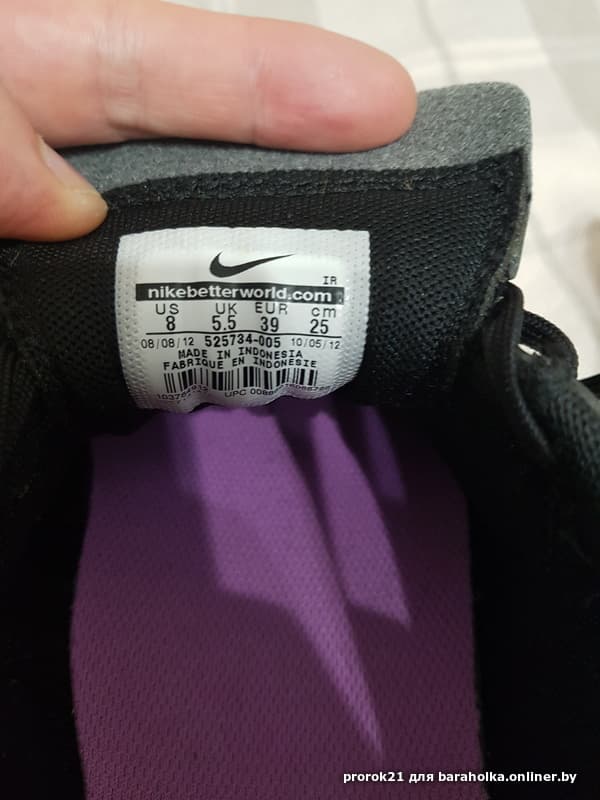 IR
nikebetterworld.com
US UK EUR cm
8 5.5 39 25
08/08/12 525734-005 10/05/12
MADE IN INDONESIA
FABRIQUE EN INDONESIE
UPC
prorok21 для baraholka.onliner.by